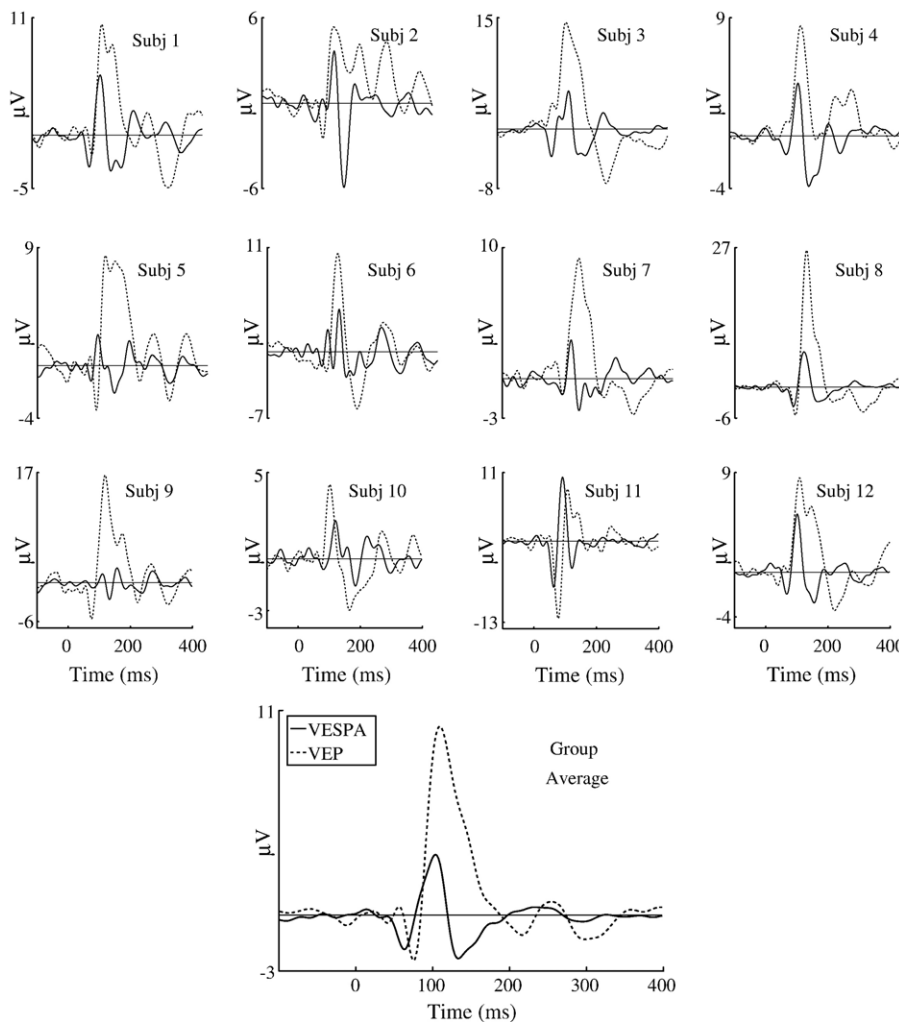 11
Subj 1
µV
-5
6
Subj 2
µV
-6
15
Subj 3
µV
-8
9
Subj 4
µV
-4
9
Subj 5
µV
-4
11
Subj 6
µV
-7
10
Subj 7
µV
-3
27
Subj 8
µV
-6
17
Subj 9
µV
-6
0 200 400
Time (ms)
5
Subj 10
µV
-3
0 200 400
Time (ms)
11
Subj 11
µV
-13
0 200 400
Time (ms)
9
Subj 12
µV
-4
0 200 400
Time (ms)
11
VESPA
VEP
Group
Average
µV
-3
0 100 200 300 400
Time (ms)